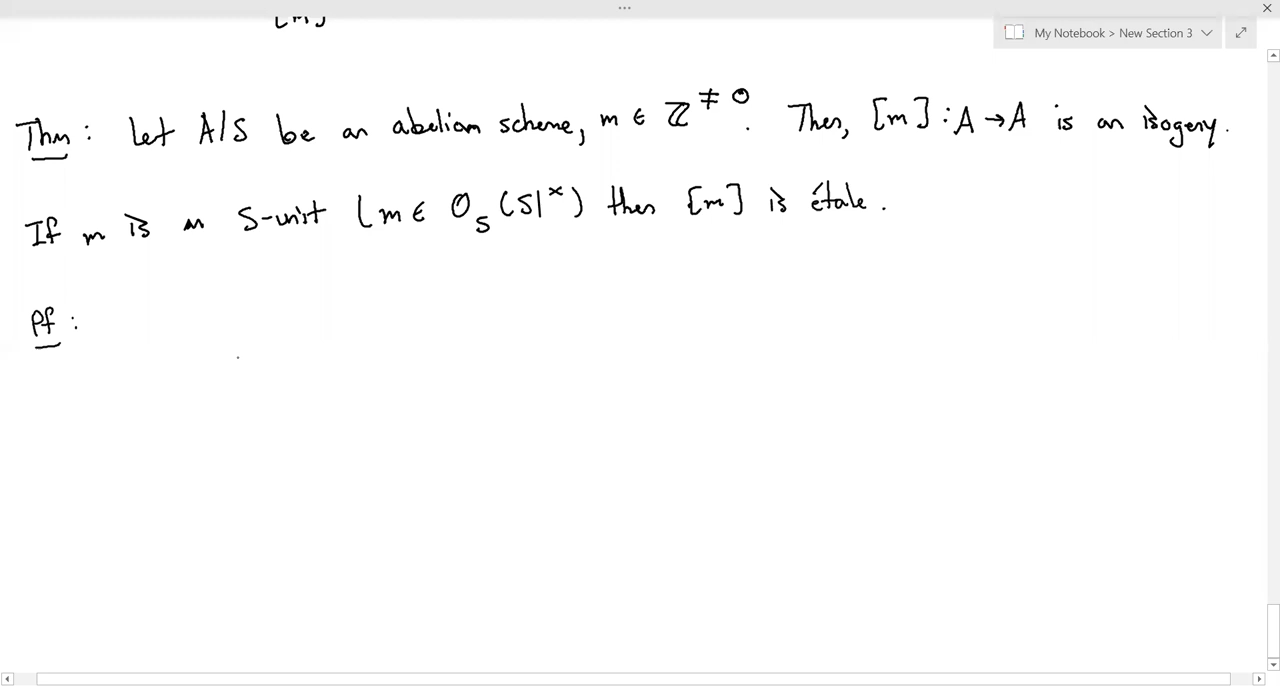 My Notebook > New Section 3
[m]
Thm : Let A/S be an abelian scheme, m ∈ ℤ^{≠0}. Then, [m] : A → A is an isogeny.
If m is an S-unit (m ∈ O_S(S)^×) then [m] is étale.
Pf :